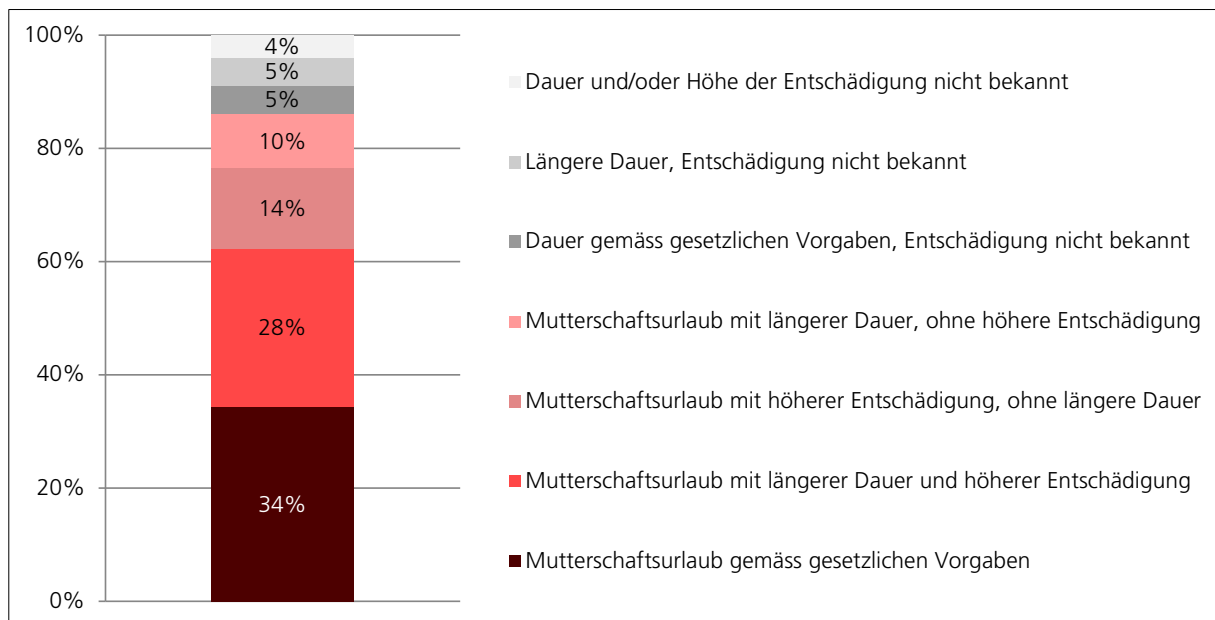 100%
80%
60%
40%
20%
0%
4%
5%
5%
10%
14%
28%
34%
Dauer und/oder Höhe der Entschädigung nicht bekannt
Längere Dauer, Entschädigung nicht bekannt
Dauer gemäss gesetzlichen Vorgaben, Entschädigung nicht bekannt
Mutterschaftsurlaub mit längerer Dauer, ohne höhere Entschädigung
Mutterschaftsurlaub mit höherer Entschädigung, ohne längere Dauer
Mutterschaftsurlaub mit längerer Dauer und höherer Entschädigung
Mutterschaftsurlaub gemäss gesetzlichen Vorgaben